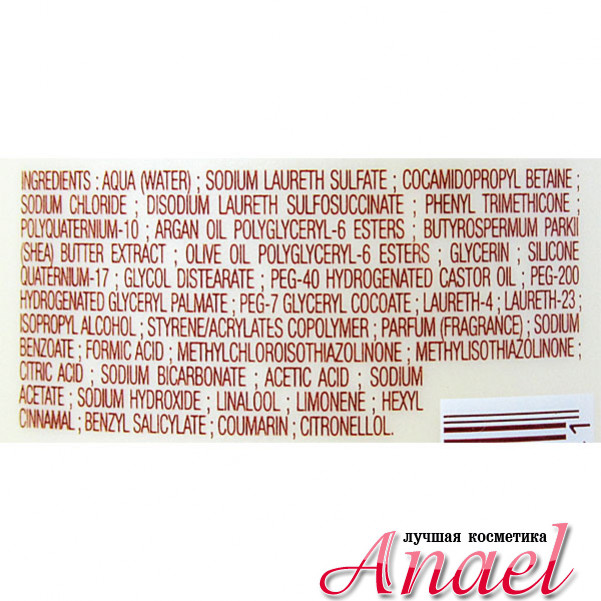 INGREDIENTS : AQUA (WATER) ; SODIUM LAURETH SULFATE ; COCAMIDOPROPYL BETAINE ;
SODIUM CHLORIDE ; DISODIUM LAURETH SULFOSUCCINATE ; PHENYL TRIMETHICONE ;
POLYQUATERNIUM-10 ; ARGAN OIL POLYGLYCERYL-6 ESTERS ; BUTYROSPERMUM PARKII
(SHEA) BUTTER EXTRACT ; OLIVE OIL POLYGLYCERYL-6 ESTERS ; GLYCERIN ; SILICONE
QUATERNIUM-17 ; GLYCOL DISTEARATE ; PEG-40 HYDROGENATED CASTOR OIL ; PEG-200
HYDROGENATED GLYCERYL PALMATE ; PEG-7 GLYCERYL COCOATE ; LAURETH-4 ; LAURETH-23 ;
ISOPROPYL ALCOHOL ; STYRENE/ACRYLATES COPOLYMER ; PARFUM (FRAGRANCE) ; SODIUM
BENZOATE ; FORMIC ACID ; METHYLCHLOROISOTHIAZOLINONE ; METHYLISOTHIAZOLINONE ;
CITRIC ACID ; SODIUM BICARBONATE ; ACETIC ACID ; SODIUM
ACETATE ; SODIUM HYDROXIDE ; LINALOOL ; LIMONENE ; HEXYL
CINNAMAL ; BENZYL SALICYLATE ; COUMARIN ; CITRONELLOL.
1
лучшая косметика
Anael